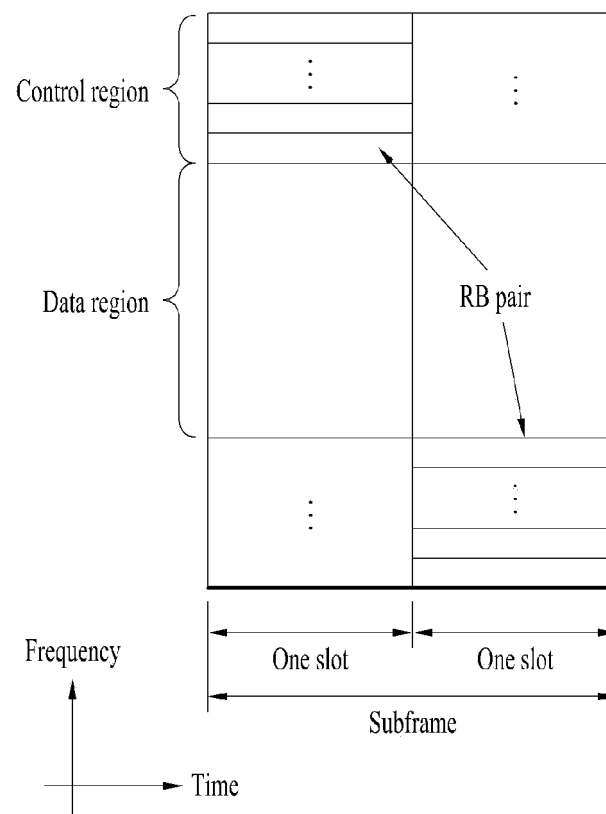 Control region
Data region
RB pair
One slot
One slot
Subframe
Frequency
Time